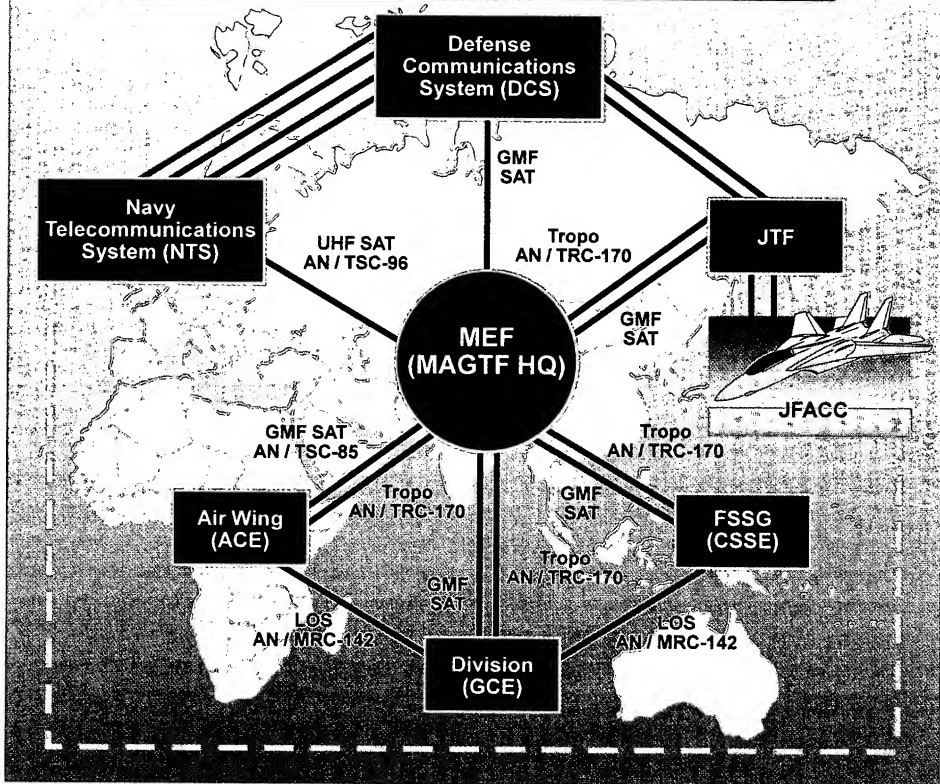 Defense
Communications
System (DCS)
GMF
SAT
Navy
Telecommunications
System (NTS)
UHF SAT
AN / TSC-96
Tropo
AN / TRC-170
JTF
MEF
(MAGTF HQ)
GMF
SAT
JFACC
GMF SAT
AN / TSC-85
Tropo
AN / TRC-170
Tropo
AN / TRC-170
GMF
SAT
Air Wing
(ACE)
FSSG
(CSSE)
Tropo
AN / TRC-170
GMF
SAT
LOS
AN / MRC-142
LOS
AN / MRC-142
Division
(GCE)